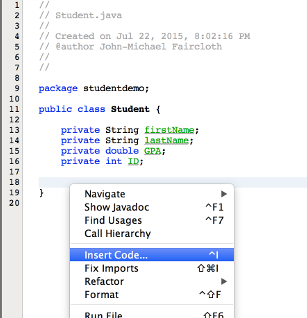 1 //
2 // Student.java
3 //
4 // Created on Jul 22, 2015, 8:02:16 PM
5 // @author John-Michael Faircloth
6 //
7 //
8
9 package studentdemo;
10
11 public class Student {
12
13 private String firstName;
14 private String lastName;
15 private double GPA;
16 private int ID;
17
18
19 }
20
Navigate ▶
Show Javadoc ^F1
Find Usages ^F7
Call Hierarchy
Insert Code... ^I
Fix Imports ⇧⌘I
Refactor ▶
Format ^⇧F
Run File ⇧F6